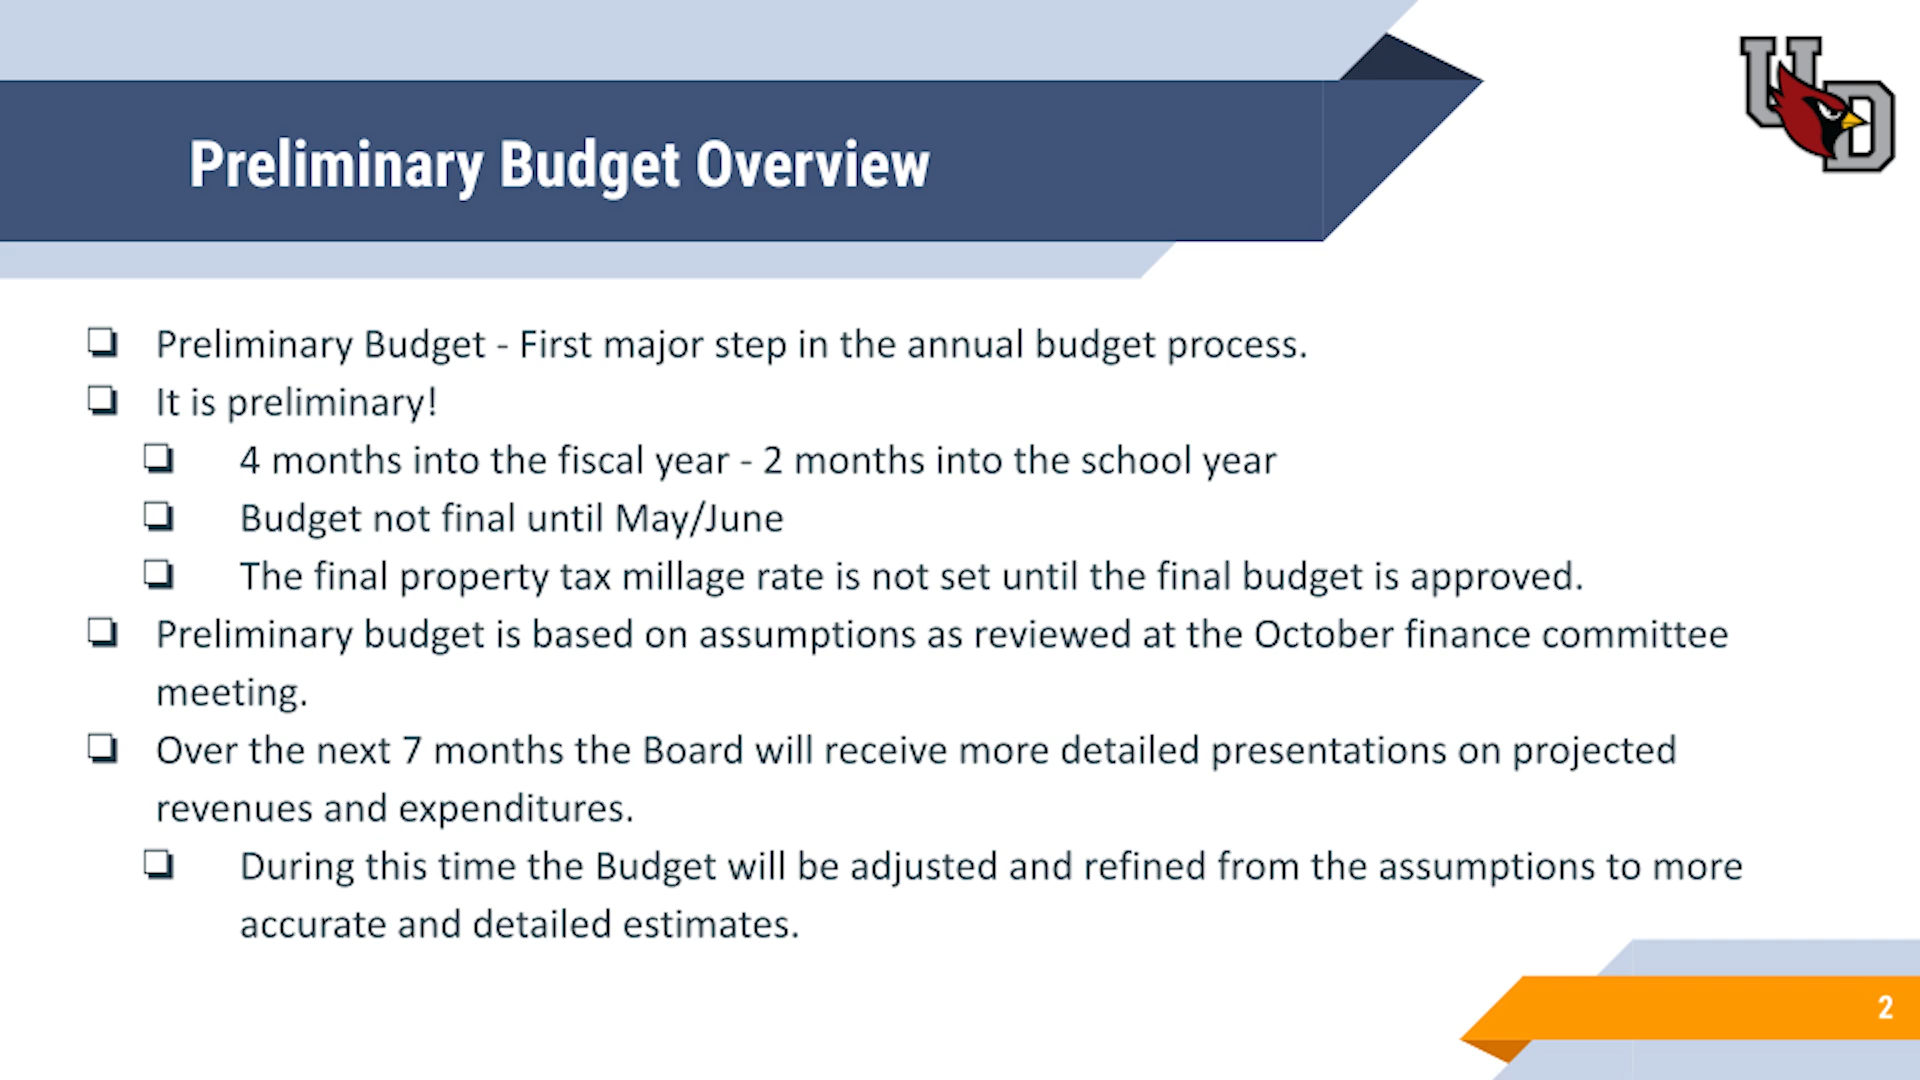 UD
Preliminary Budget Overview
Preliminary Budget - First major step in the annual budget process.
It is preliminary!
4 months into the fiscal year - 2 months into the school year
Budget not final until May/June
The final property tax millage rate is not set until the final budget is approved.
Preliminary budget is based on assumptions as reviewed at the October finance committee
meeting.
Over the next 7 months the Board will receive more detailed presentations on projected
revenues and expenditures.
During this time the Budget will be adjusted and refined from the assumptions to more
accurate and detailed estimates.
2